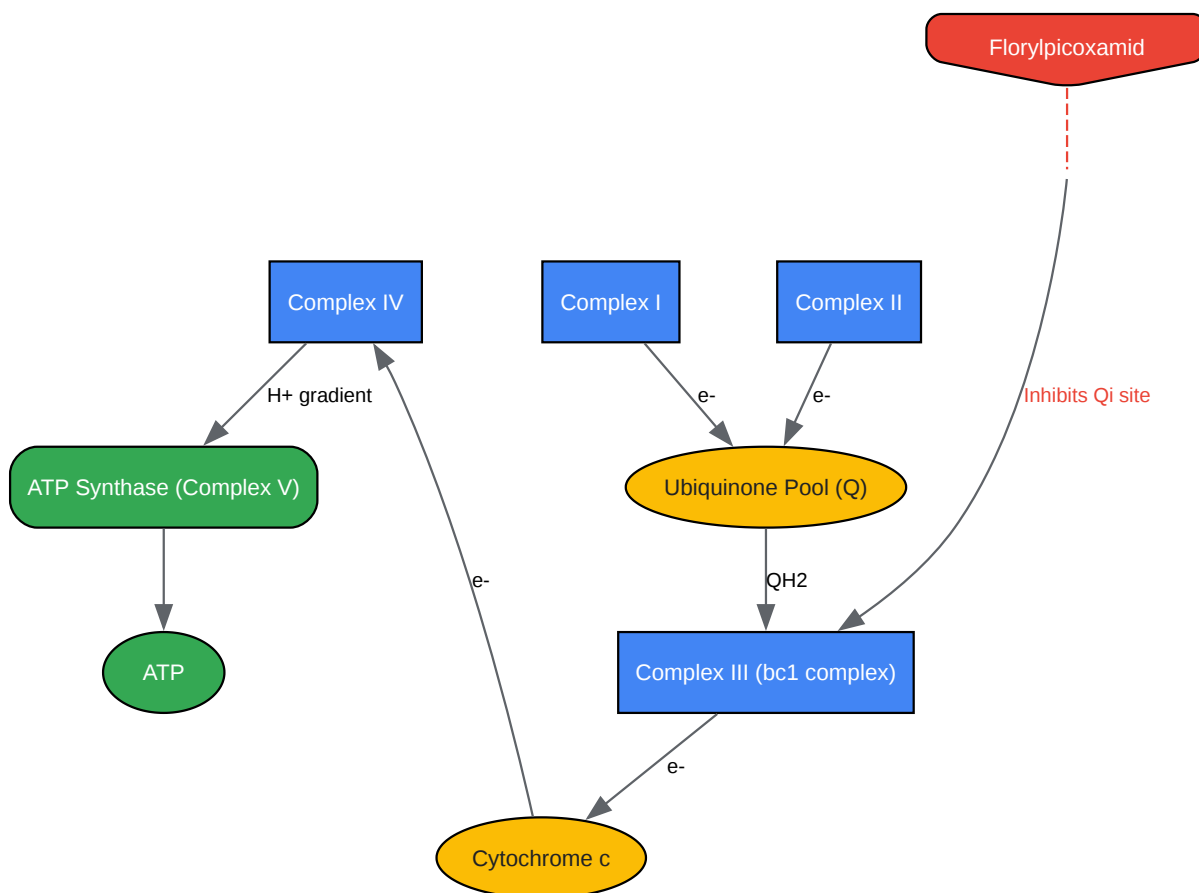 Florylpicoxamid
Complex IV
Complex I
Complex II
H+ gradient
e-
e-
Inhibits Qi site
ATP Synthase (Complex V)
Ubiquinone Pool (Q)
e-
QH2
ATP
Complex III (bc1 complex)
e-
Cytochrome c